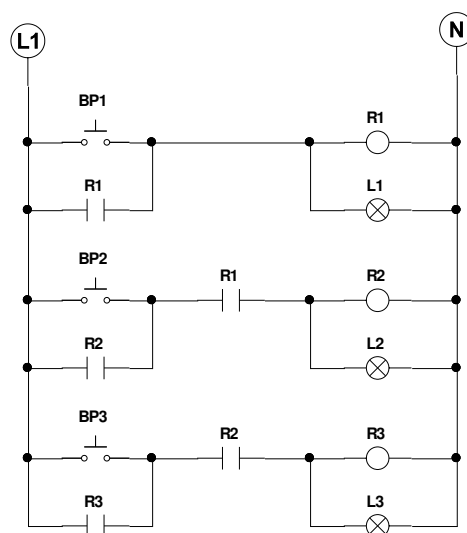 L1 N
BP1 R1
R1 L1
BP2 R1 R2
R2 L2
BP3 R2 R3
R3 L3